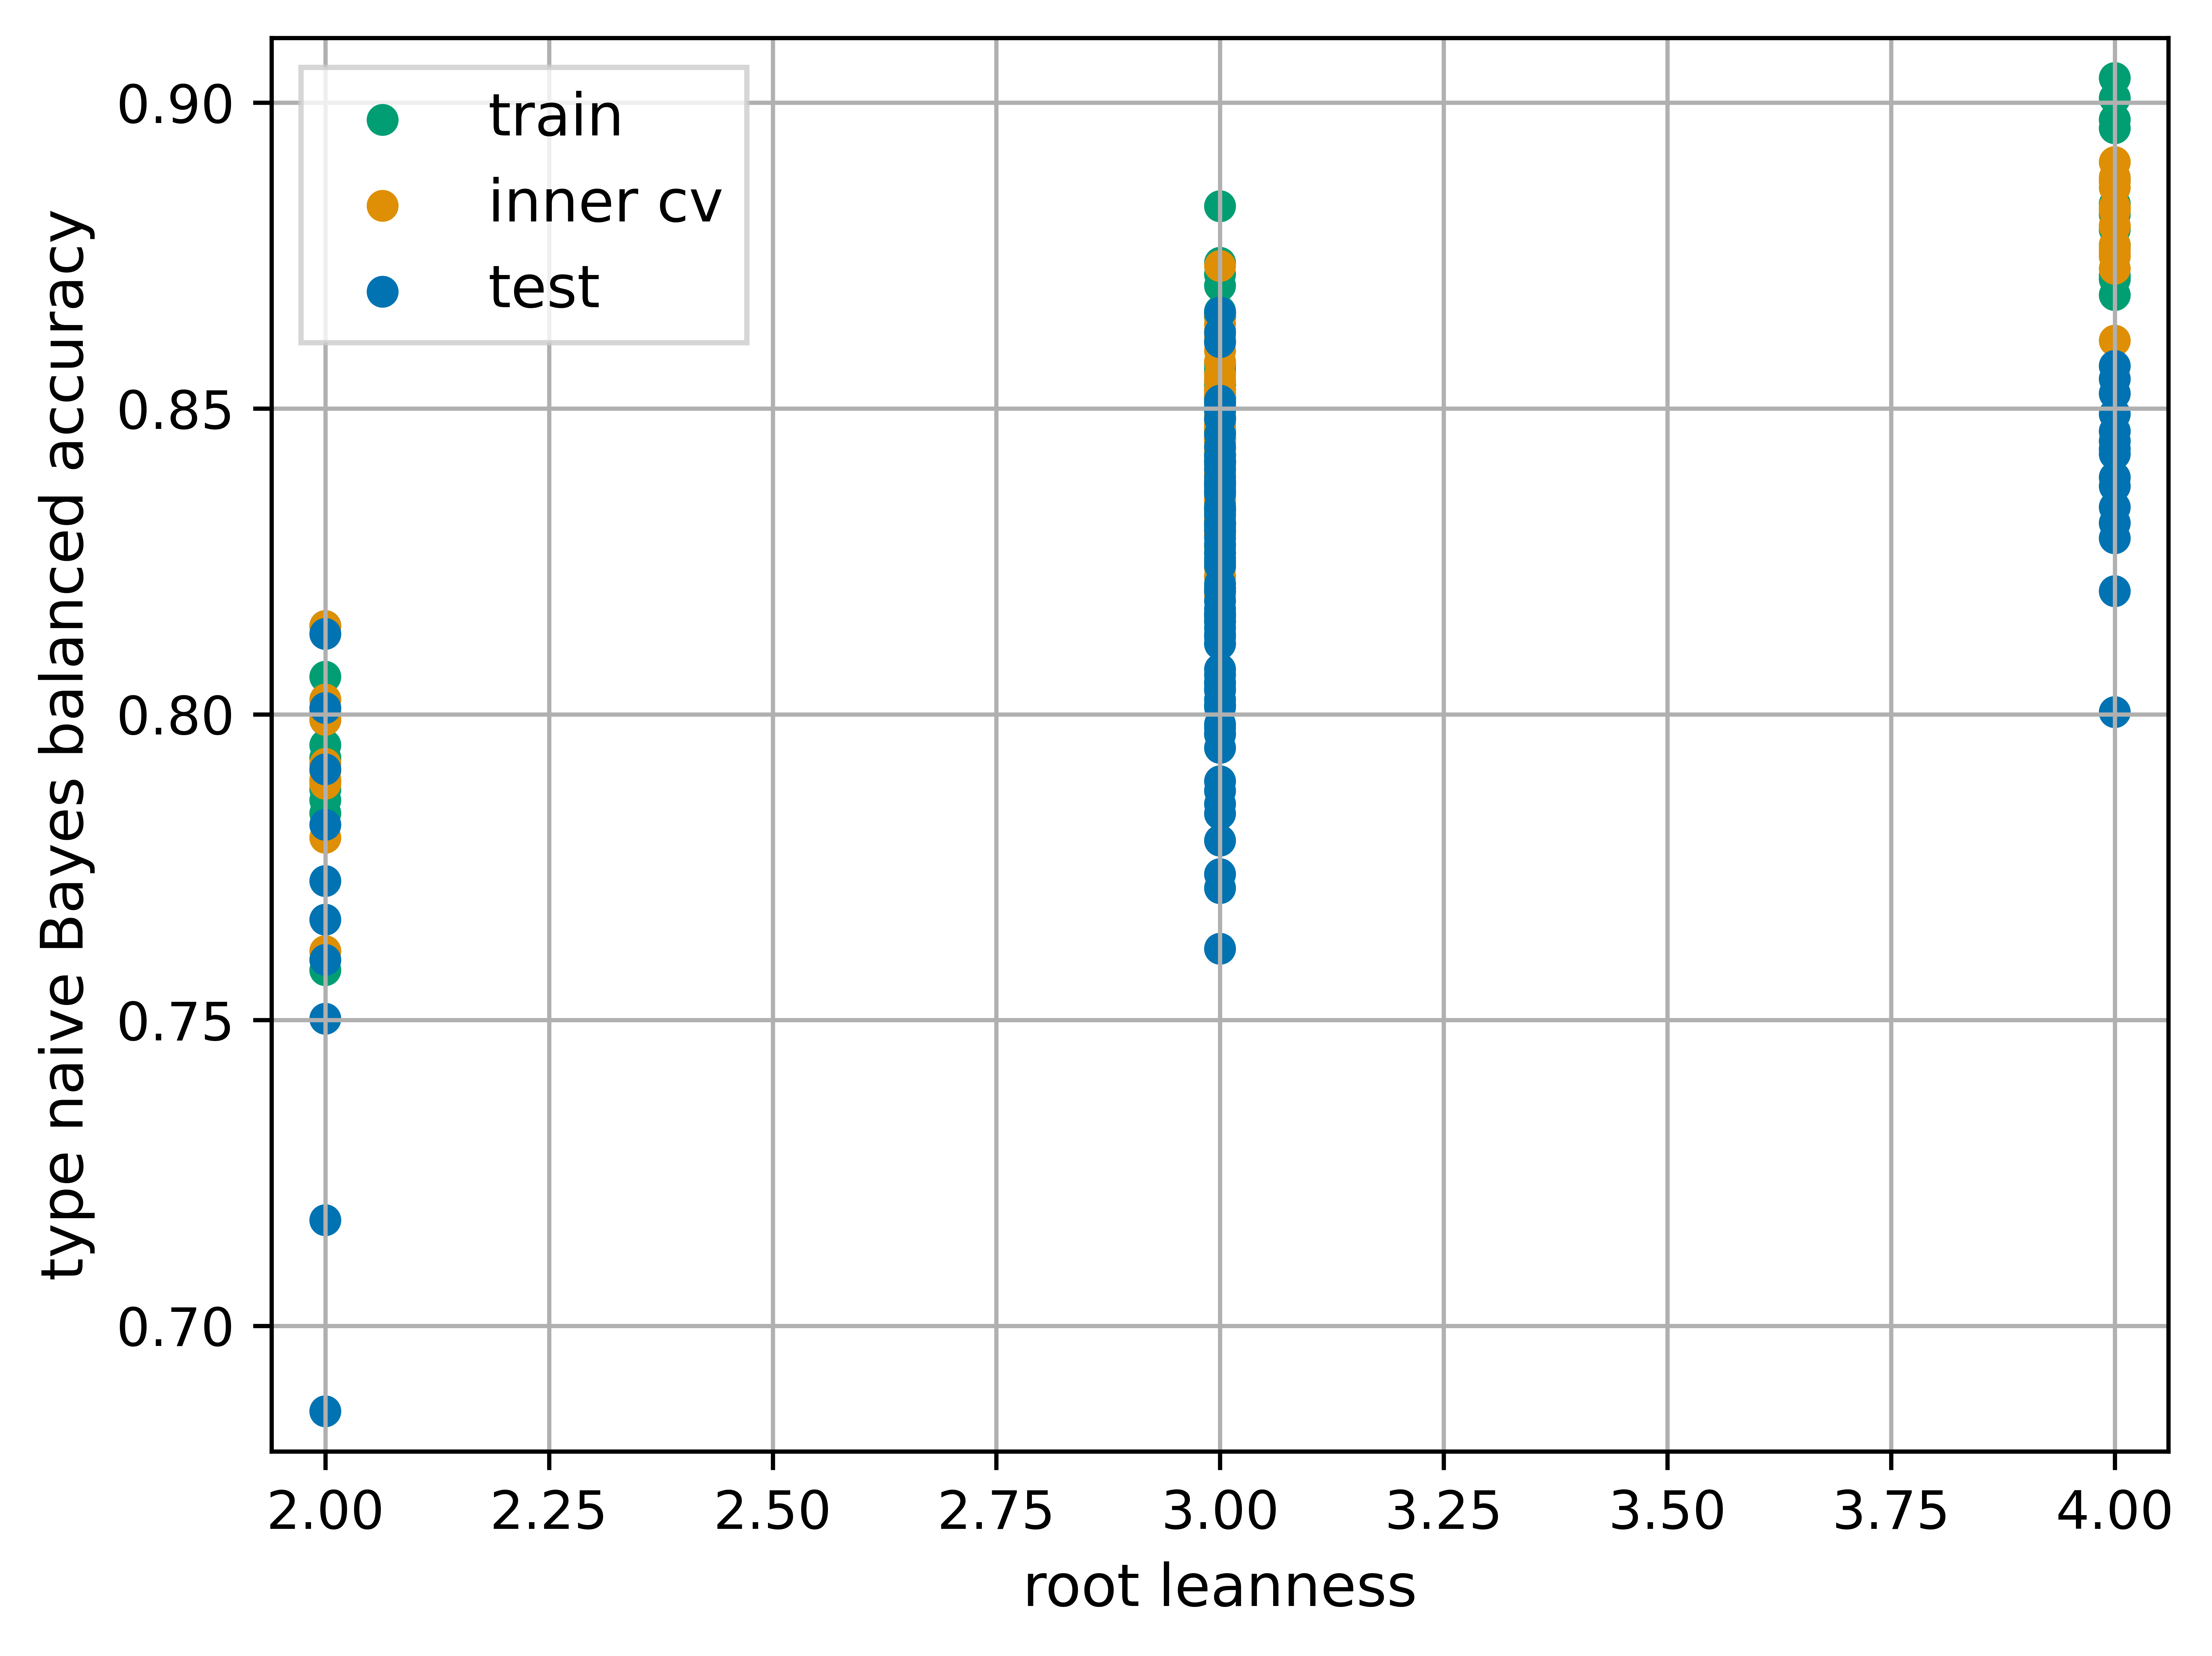 train
inner cv
test
type naive Bayes balanced accuracy
0.90
0.85
0.80
0.75
0.70
2.00 2.25 2.50 2.75 3.00 3.25 3.50 3.75 4.00
root leanness